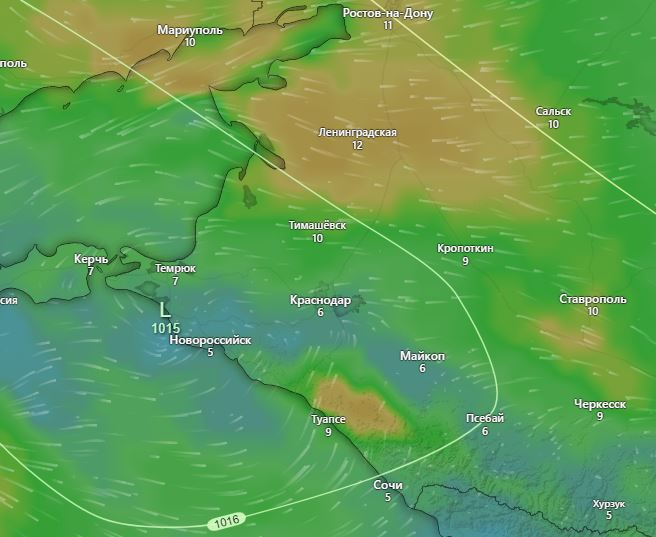 Ростов-на-Дону
11
Мариуполь
10
поль
Сальск
10
Ленинградская
12
Тимашёвск
10
Кропоткин
9
Керчь
7
Темрюк
7
сия
Краснодар
6
Ставрополь
10
L
1015
Новороссийск
5
Майкоп
6
Черкесск
9
Туапсе
9
Псебай
6
Сочи
5
Хурзук
5
1016